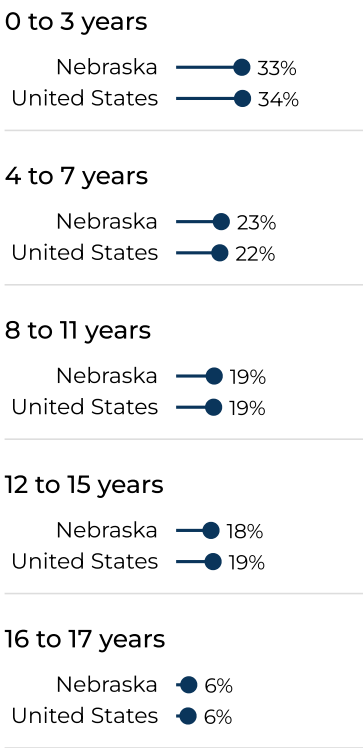 0 to 3 years
Nebraska 33%
United States 34%
4 to 7 years
Nebraska 23%
United States 22%
8 to 11 years
Nebraska 19%
United States 19%
12 to 15 years
Nebraska 18%
United States 19%
16 to 17 years
Nebraska 6%
United States 6%